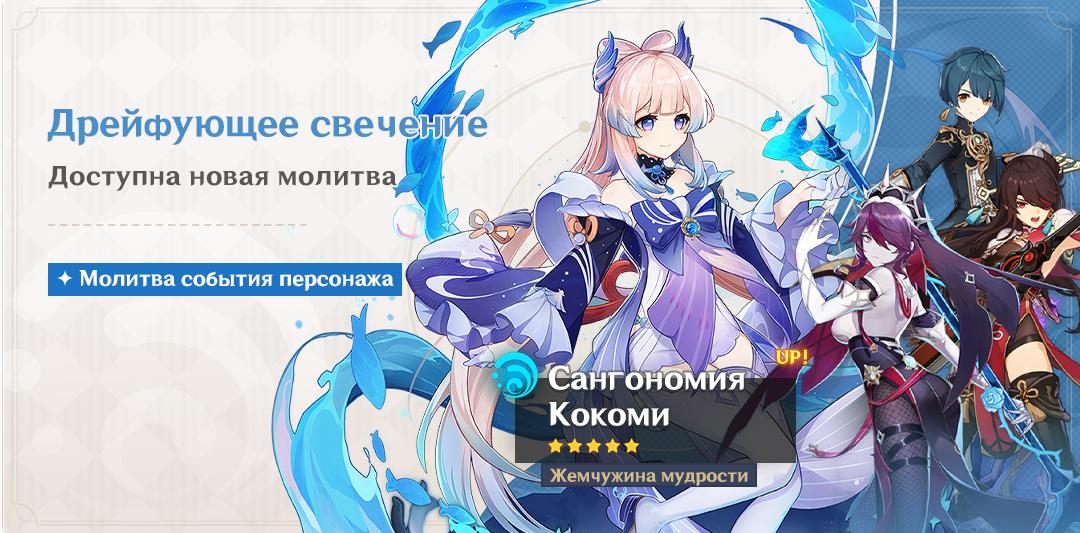 Дрейфующее свечение
Доступна новая молитва
✦ Молитва события персонажа
UP!
Сангономия
Кокоми
★★★★★
Жемчужина мудрости